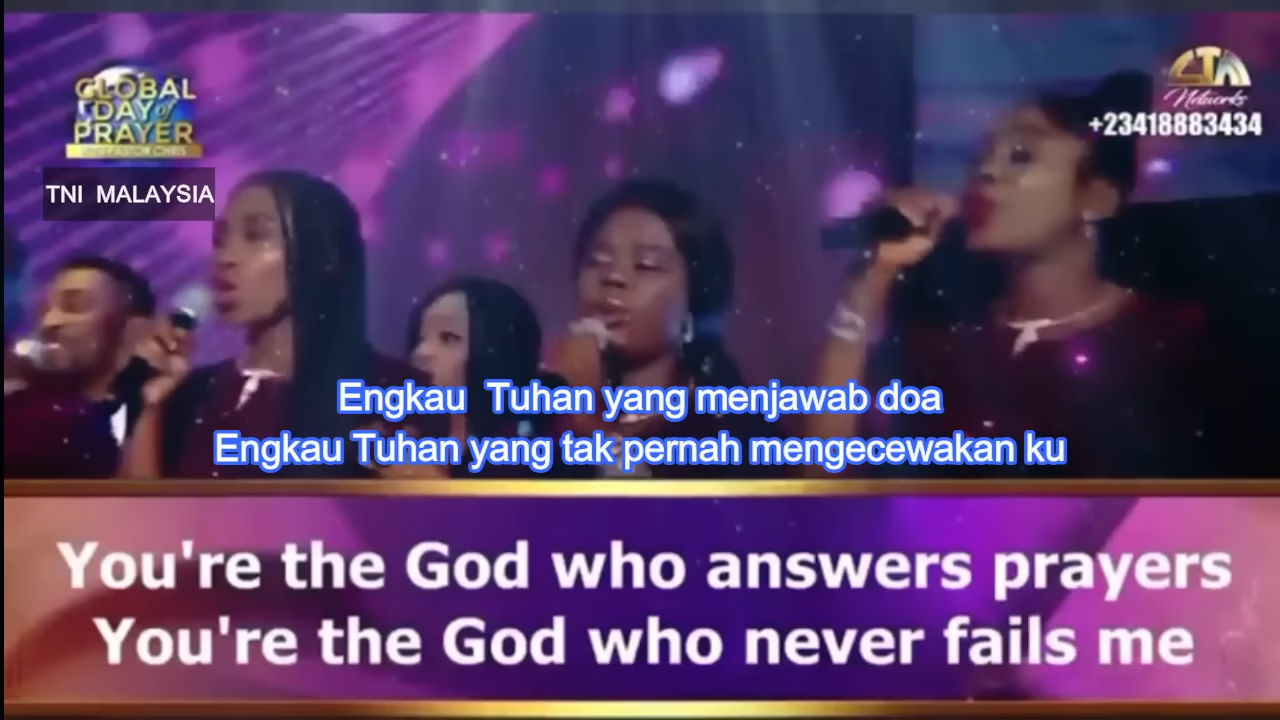 GLOBAL
DAY of
PRAYER
TNI MALAYSIA
Networks
+23418883434
Engkau Tuhan yang menjawab doa
Engkau Tuhan yang tak pernah mengecewakan ku
You're the God who answers prayers
You're the God who never fails me